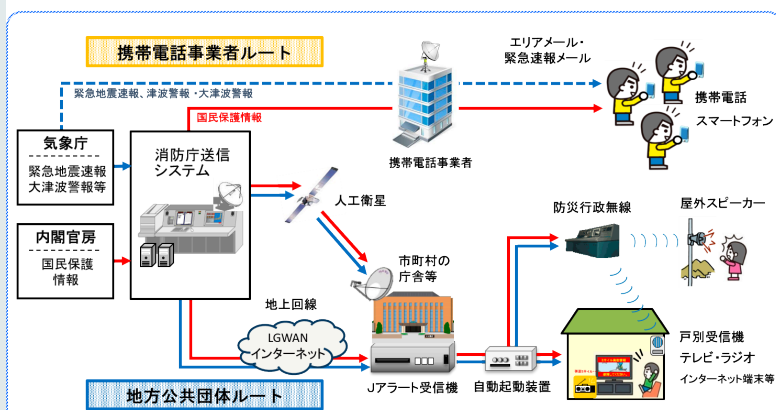 携帯電話事業者ルート
エリアメール・
緊急速報メール
緊急地震速報、津波警報・大津波警報
国民保護情報
携帯電話
スマートフォン
気象庁
緊急地震速報
大津波警報等
消防庁送信
システム
携帯電話事業者
人工衛星
防災行政無線
屋外スピーカー
内閣官房
国民保護
情報
市町村の
庁舎等
地上回線
LGWAN
インターネット
Jアラート受信機
自動起動装置
戸別受信機
テレビ・ラジオ
インターネット端末等
地方公共団体ルート